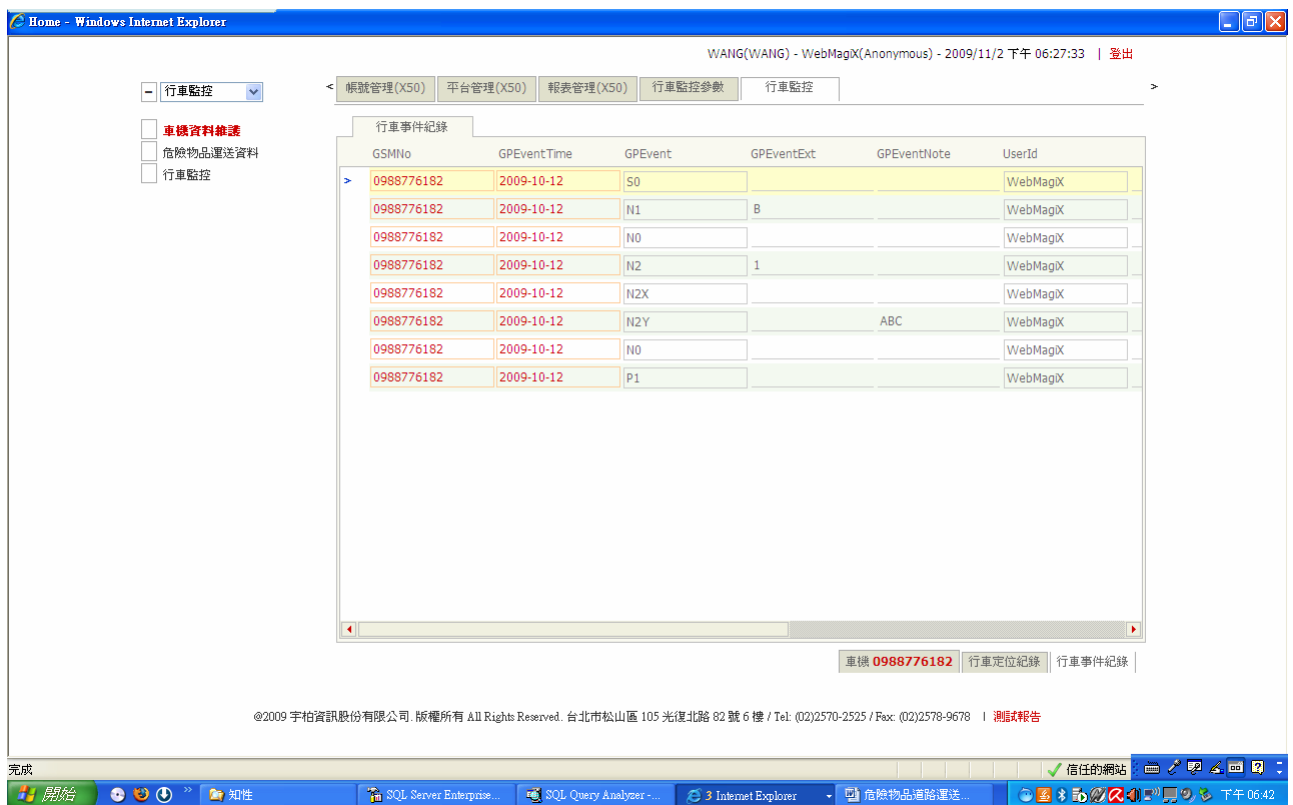 Home - Windows Internet Explorer
WANG(WANG) - WebMagiX(Anonymous) - 2009/11/2 下午 06:27:33 | 登出
行車監控
< 帳號管理(X50) 平台管理(X50) 報表管理(X50) 行車監控參數 行車監控 >
車機資料維護
危險物品運送資料
行車監控
行車事件紀錄
GSMNo GPEventTime GPEvent GPEventExt GPEventNote UserId
> 0988776182 2009-10-12 S0 WebMagiX
0988776182 2009-10-12 N1 B WebMagiX
0988776182 2009-10-12 N0 WebMagiX
0988776182 2009-10-12 N2 1 WebMagiX
0988776182 2009-10-12 N2X WebMagiX
0988776182 2009-10-12 N2Y ABC WebMagiX
0988776182 2009-10-12 N0 WebMagiX
0988776182 2009-10-12 P1 WebMagiX
車機 0988776182 行車定位紀錄 行車事件紀錄
@2009 宇柏資訊股份有限公司. 版權所有 All Rights Reserved. 台北市松山區 105 光復北路 82 號 6 樓 / Tel: (02)2570-2525 / Fax: (02)2578-9678 | 測試報告
完成 信任的網站
開始 知性 SQL Server Enterprise... SQL Query Analyzer -... 3 Internet Explorer 危險物品道路運送... 下午 06:42